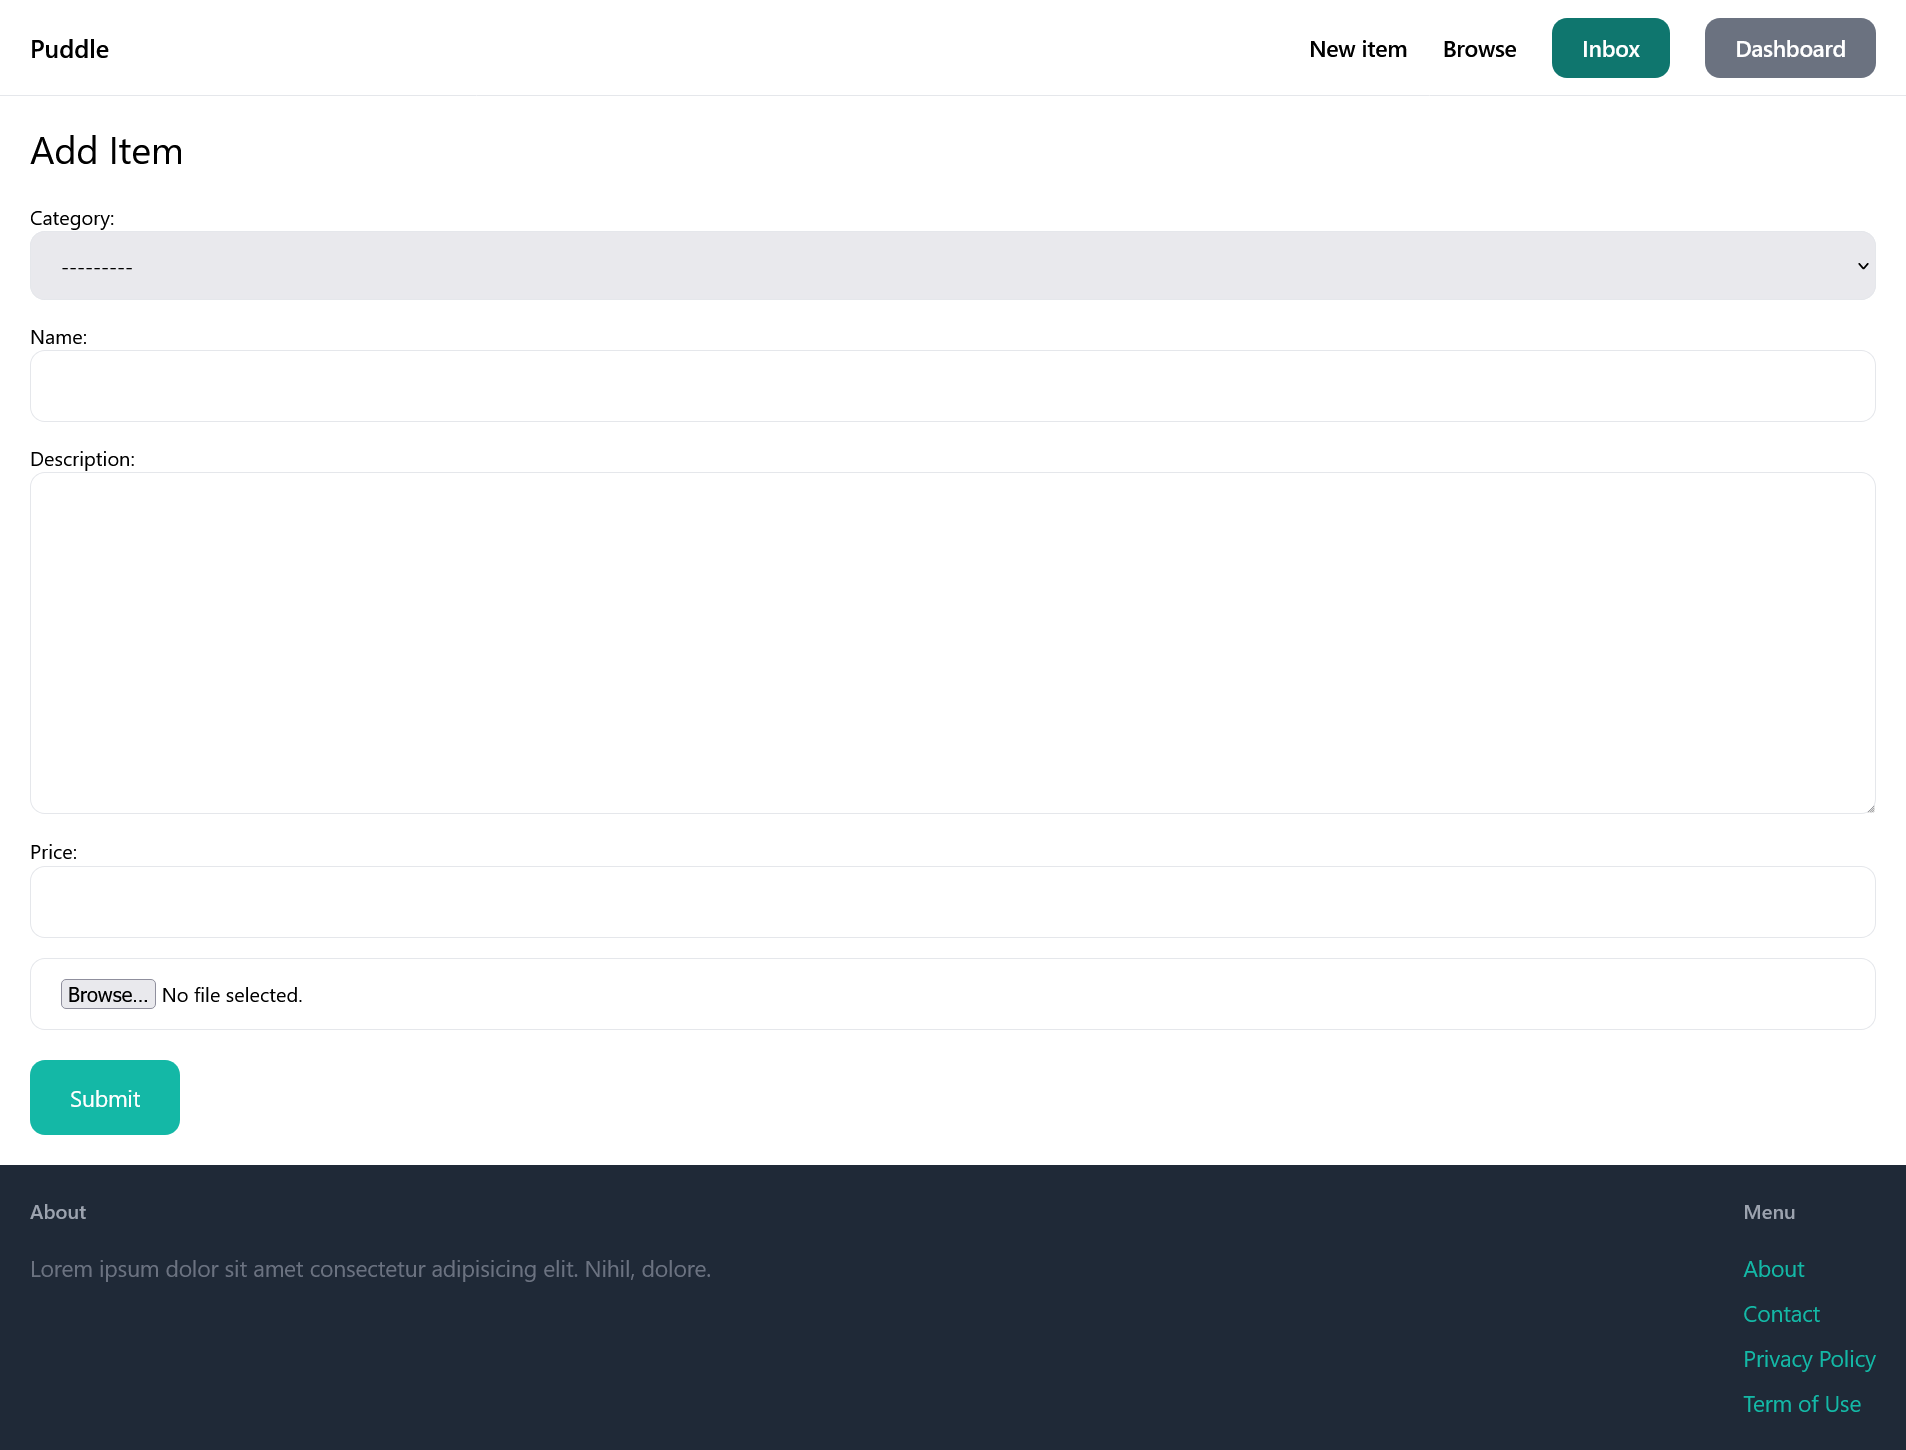 Puddle
New item
Browse
Inbox
Dashboard
Add Item
Category:
---------
Name:
Description:
Price:
Browse... No file selected.
Submit
About
Lorem ipsum dolor sit amet consectetur adipisicing elit. Nihil, dolore.
Menu
About
Contact
Privacy Policy
Term of Use